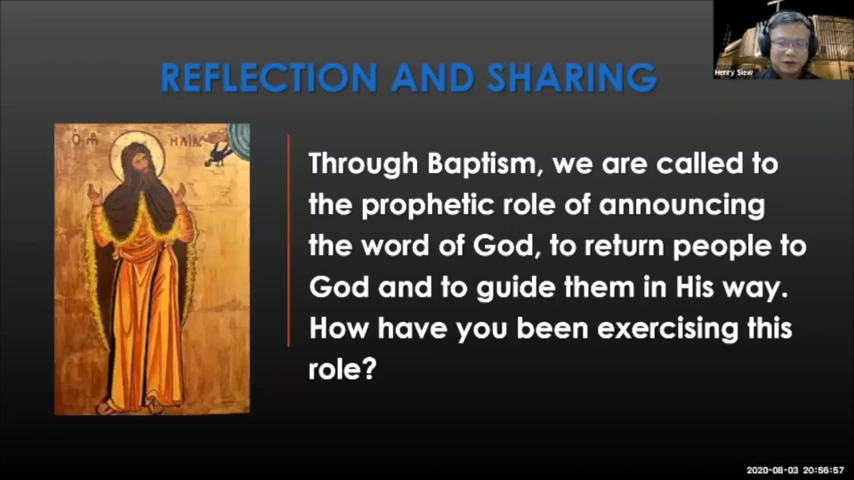 REFLECTION AND SHARING
Henry Siew
Through Baptism, we are called to
the prophetic role of announcing
the word of God, to return people to
God and to guide them in His way.
How have you been exercising this
role?
2020-08-03 20:56:57